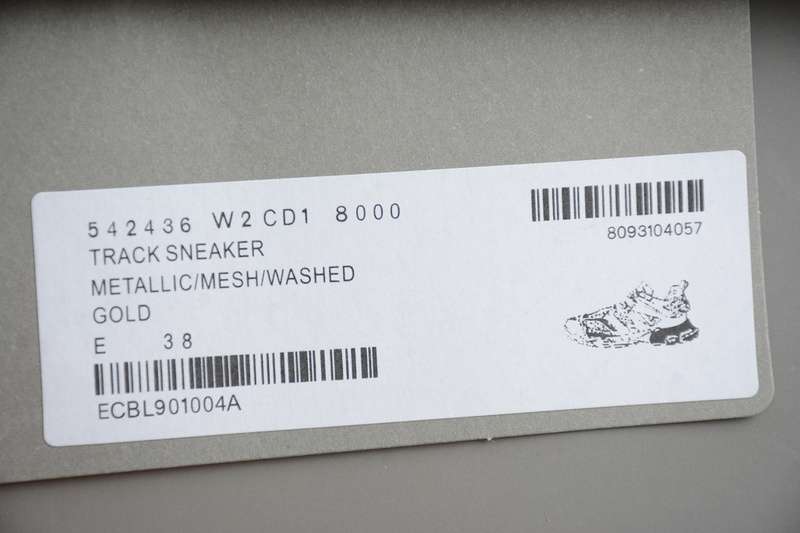 542436 W2CD1 8000
TRACK SNEAKER
METALLIC/MESH/WASHED
GOLD
E 38
ECBL901004A
8093104057